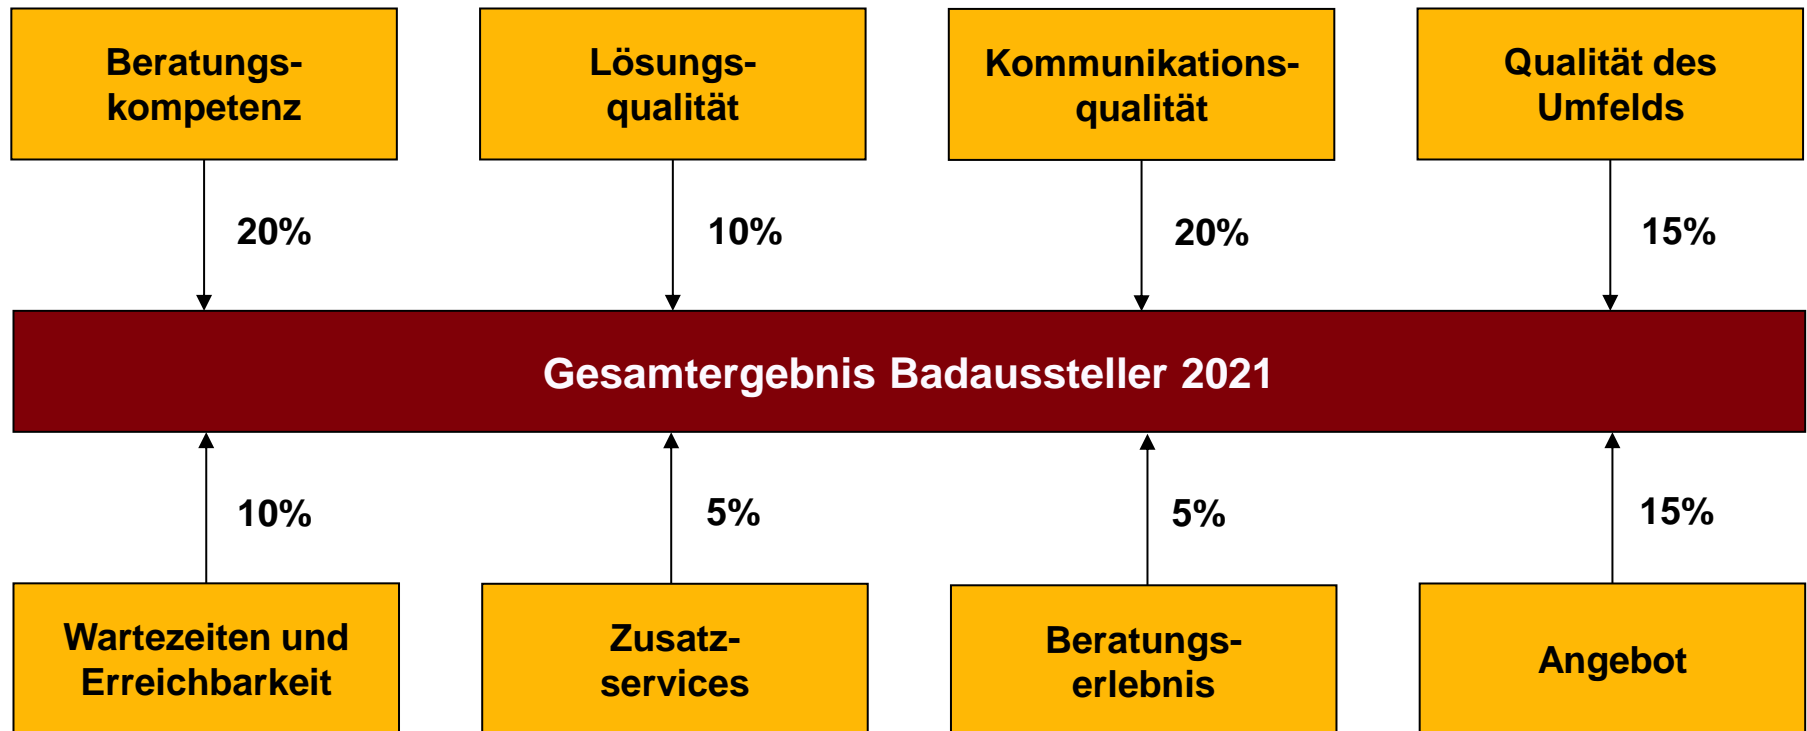 Beratungs-
kompetenz
Lösungs-
qualität
Kommunikations-
qualität
Qualität des
Umfelds
20%
10%
20%
15%
Gesamtergebnis Badaussteller 2021
10%
5%
5%
15%
Wartezeiten und
Erreichbarkeit
Zusatz-
services
Beratungs-
erlebnis
Angebot